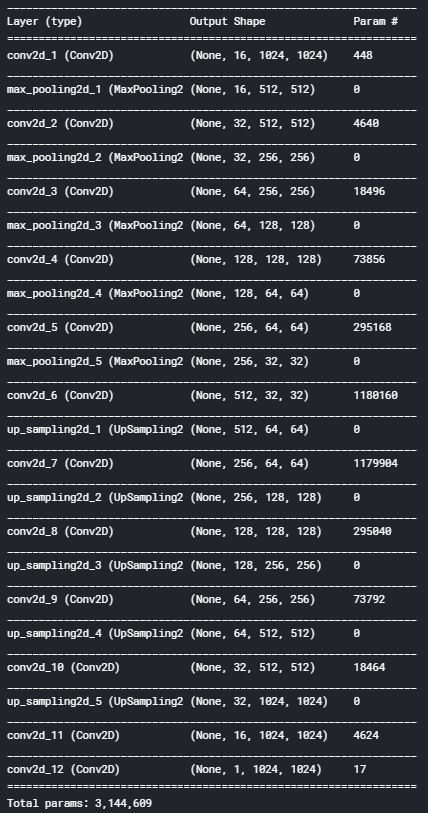 Layer (type) Output Shape Param #
conv2d_1 (Conv2D) (None, 16, 1024, 1024) 448
max_pooling2d_1 (MaxPooling2 (None, 16, 512, 512) 0
conv2d_2 (Conv2D) (None, 32, 512, 512) 4640
max_pooling2d_2 (MaxPooling2 (None, 32, 256, 256) 0
conv2d_3 (Conv2D) (None, 64, 256, 256) 18496
max_pooling2d_3 (MaxPooling2 (None, 64, 128, 128) 0
conv2d_4 (Conv2D) (None, 128, 128, 128) 73856
max_pooling2d_4 (MaxPooling2 (None, 128, 64, 64) 0
conv2d_5 (Conv2D) (None, 256, 64, 64) 295168
max_pooling2d_5 (MaxPooling2 (None, 256, 32, 32) 0
conv2d_6 (Conv2D) (None, 512, 32, 32) 1180160
up_sampling2d_1 (UpSampling2 (None, 512, 64, 64) 0
conv2d_7 (Conv2D) (None, 256, 64, 64) 1179904
up_sampling2d_2 (UpSampling2 (None, 256, 128, 128) 0
conv2d_8 (Conv2D) (None, 128, 128, 128) 295040
up_sampling2d_3 (UpSampling2 (None, 128, 256, 256) 0
conv2d_9 (Conv2D) (None, 64, 256, 256) 73792
up_sampling2d_4 (UpSampling2 (None, 64, 512, 512) 0
conv2d_10 (Conv2D) (None, 32, 512, 512) 18464
up_sampling2d_5 (UpSampling2 (None, 32, 1024, 1024) 0
conv2d_11 (Conv2D) (None, 16, 1024, 1024) 4624
conv2d_12 (Conv2D) (None, 1, 1024, 1024) 17
Total params: 3,144,609